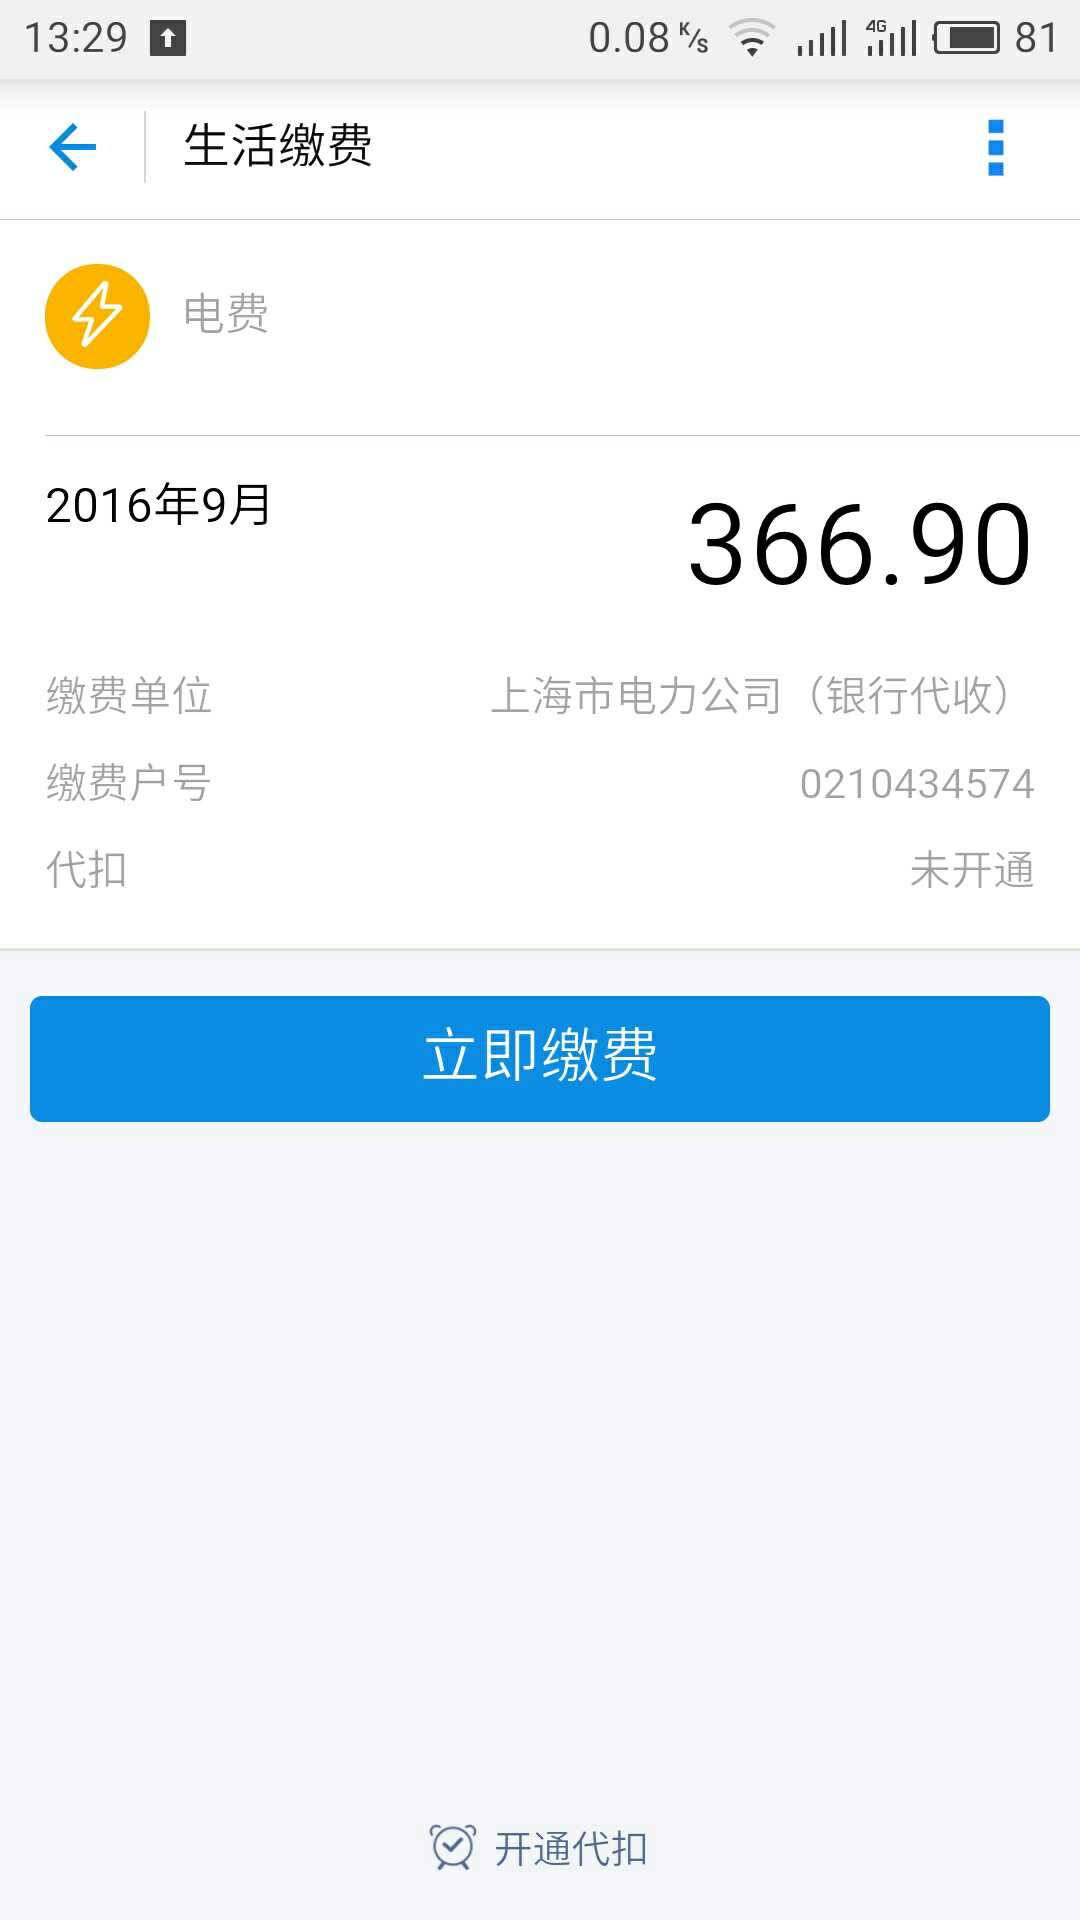 13:29 0.08 K/s 4G 81
生活缴费
电费
2016年9月 366.90
缴费单位 上海市电力公司（银行代收）
缴费户号 0210434574
代扣 未开通
立即缴费
开通代扣